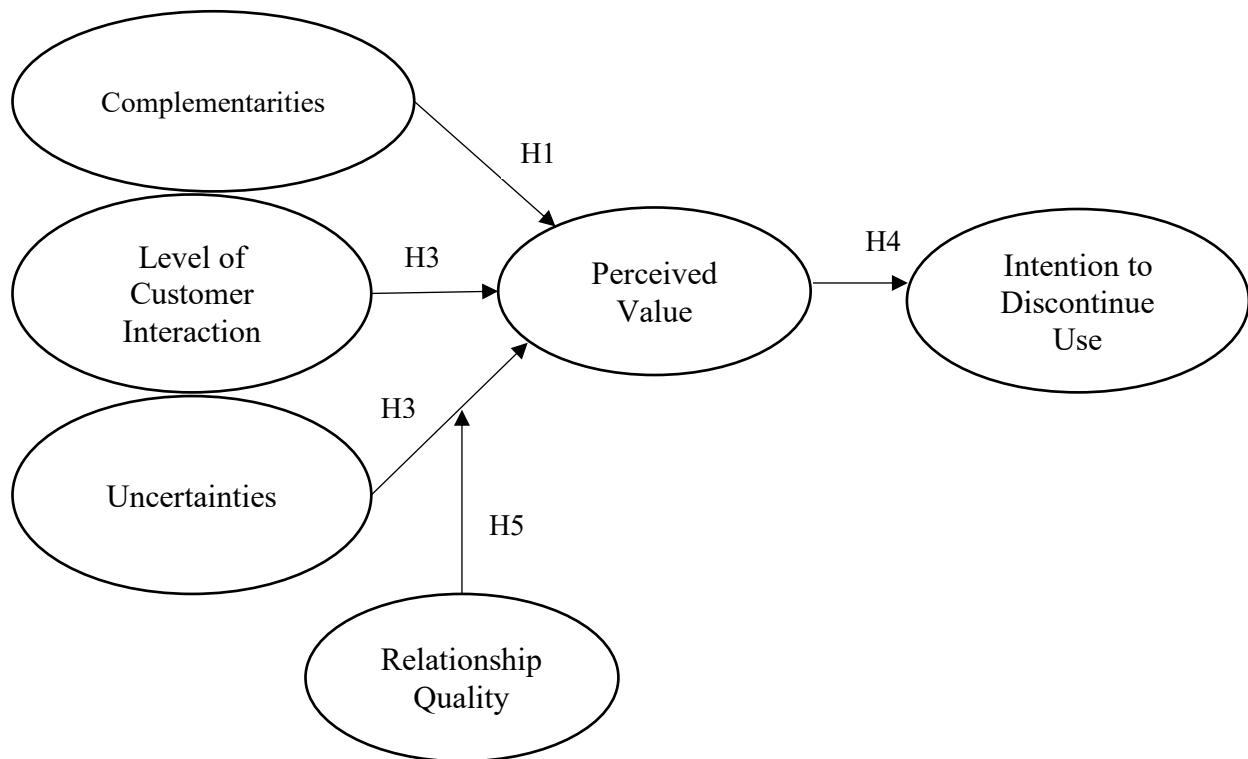 Complementarities
H1
Level of
Customer
Interaction
H3
Perceived
Value
H4
Intention to
Discontinue
Use
H3
Uncertainties
H5
Relationship
Quality